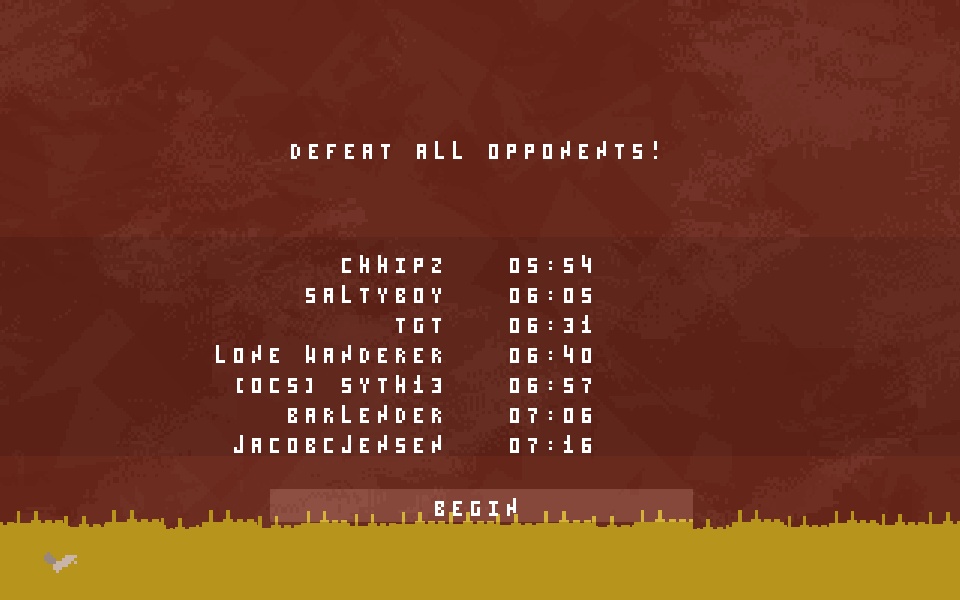 DEFEAT ALL OPPONENTS!
CHHIPZ 05:54
SALTYBOY 06:05
TGT 06:31
LONE WANDERER 06:40
[OCS] SYTH13 06:57
BARLENDER 07:06
JACOBCJENSEN 07:16
BEGIN